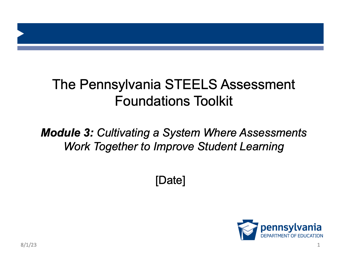 The Pennsylvania STEELS Assessment
Foundations Toolkit
Module 3: Cultivating a System Where Assessments
Work Together to Improve Student Learning
[Date]
pennsylvania
DEPARTMENT OF EDUCATION
8/1/23
1